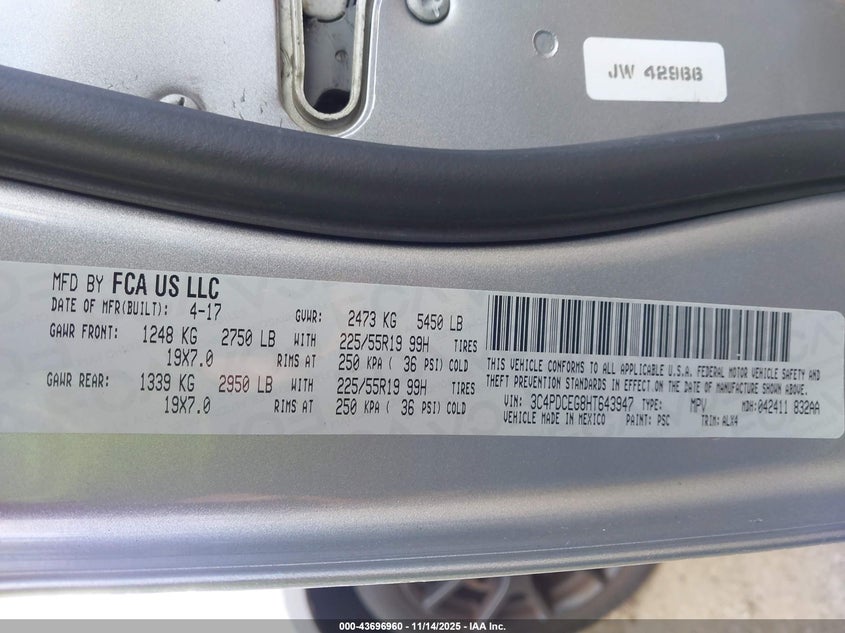 JW 42966
MFD BY FCA US LLC
DATE OF MFR(BUILT): 4-17 GVWR: 2473 KG 5450 LB
GAWR FRONT: 1248 KG 2750 LB WITH 225/55R19 99H TIRES
19X7.0 RIMS AT 250 KPA ( 36 PSI) COLD
GAWR REAR: 1339 KG 2950 LB WITH 225/55R19 99H TIRES
19X7.0 RIMS AT 250 KPA ( 36 PSI) COLD
THIS VEHICLE CONFORMS TO ALL APPLICABLE U.S.A. FEDERAL MOTOR VEHICLE SAFETY AND
THEFT PREVENTION STANDARDS IN EFFECT ON THE DATE OF MANUFACTURE SHOWN ABOVE.
VIN: 3C4PDCEG8HT643947 TYPE: MPV MDH:042411 832AA
VEHICLE MADE IN MEXICO PAINT: PSC TRIM: ALX4
000-43696960 - 11/14/2025 - IAA Inc.